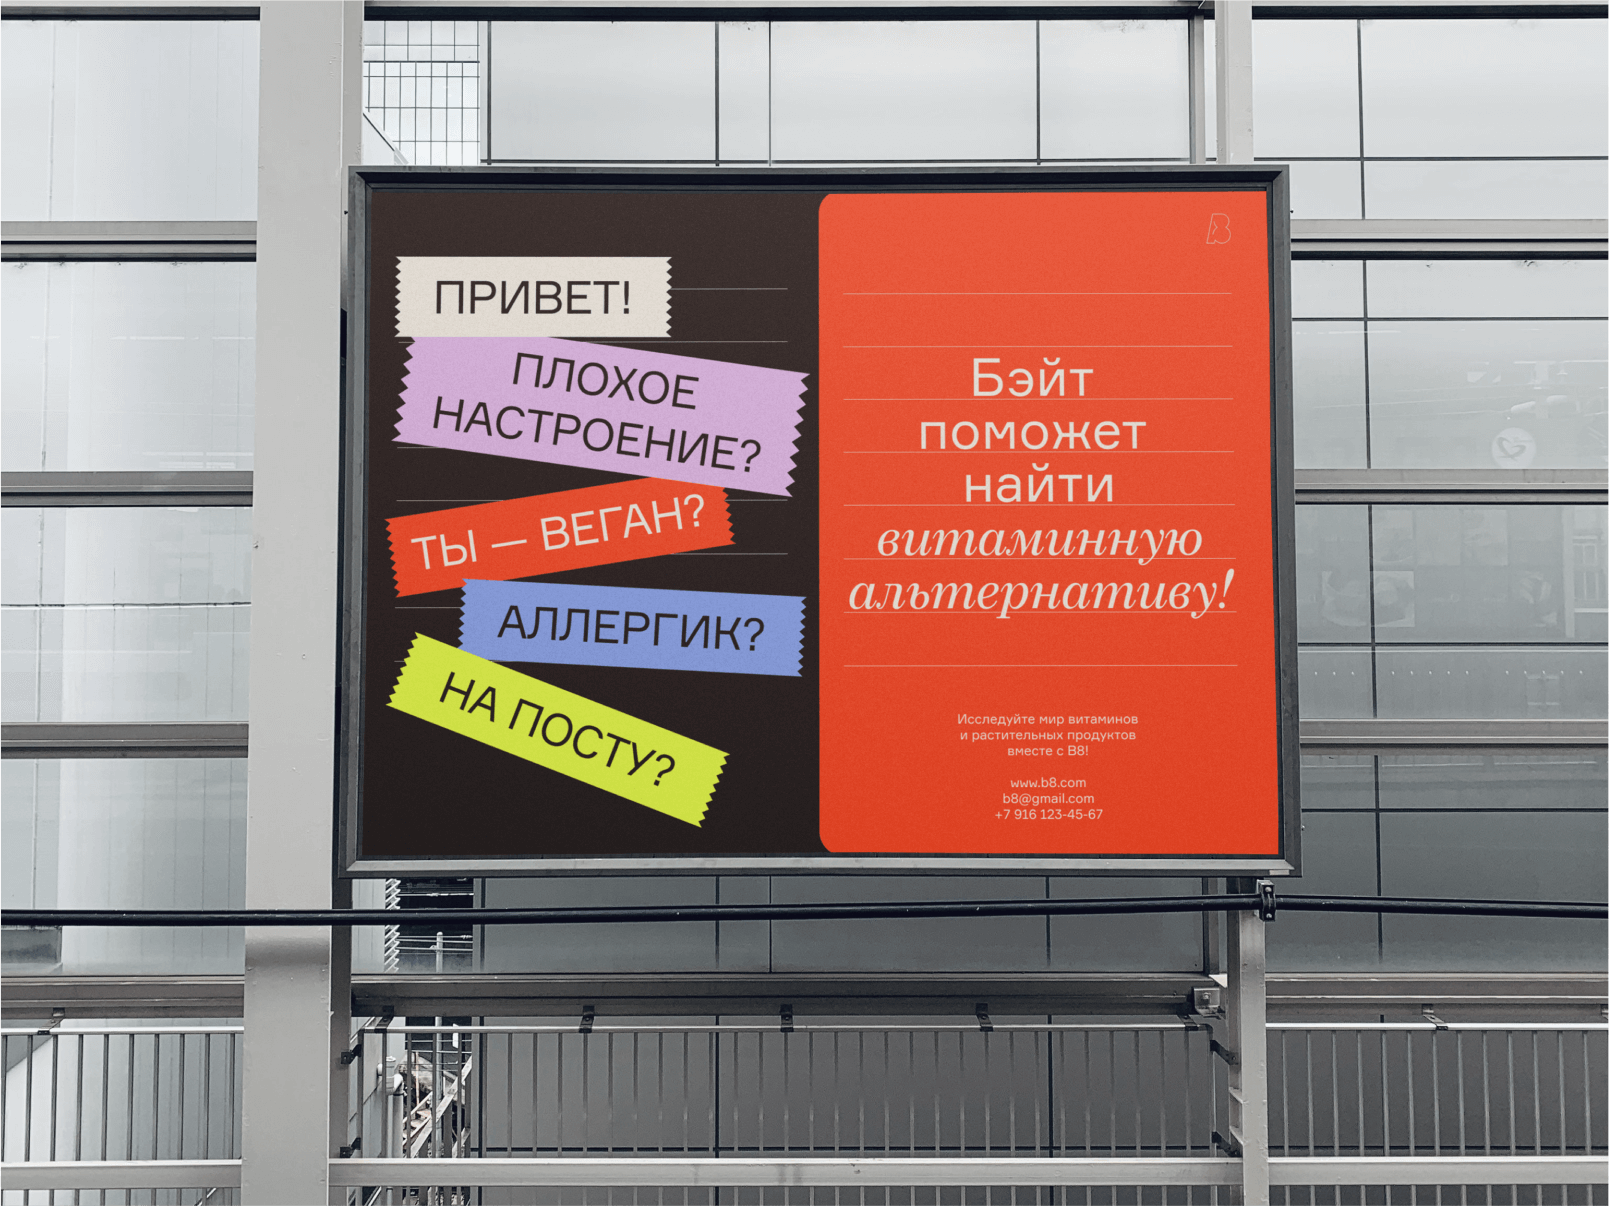 ПРИВЕТ!
ПЛОХОЕ
НАСТРОЕНИЕ?
ТЫ — ВЕГАН?
АЛЛЕРГИК?
НА ПОСТУ?
B
Бэйт
поможет
найти
витаминную
альтернативу!
Исследуйте мир витаминов
и растительных продуктов
вместе с B8!
www.b8.com
b8@gmail.com
+7 916 123-45-67